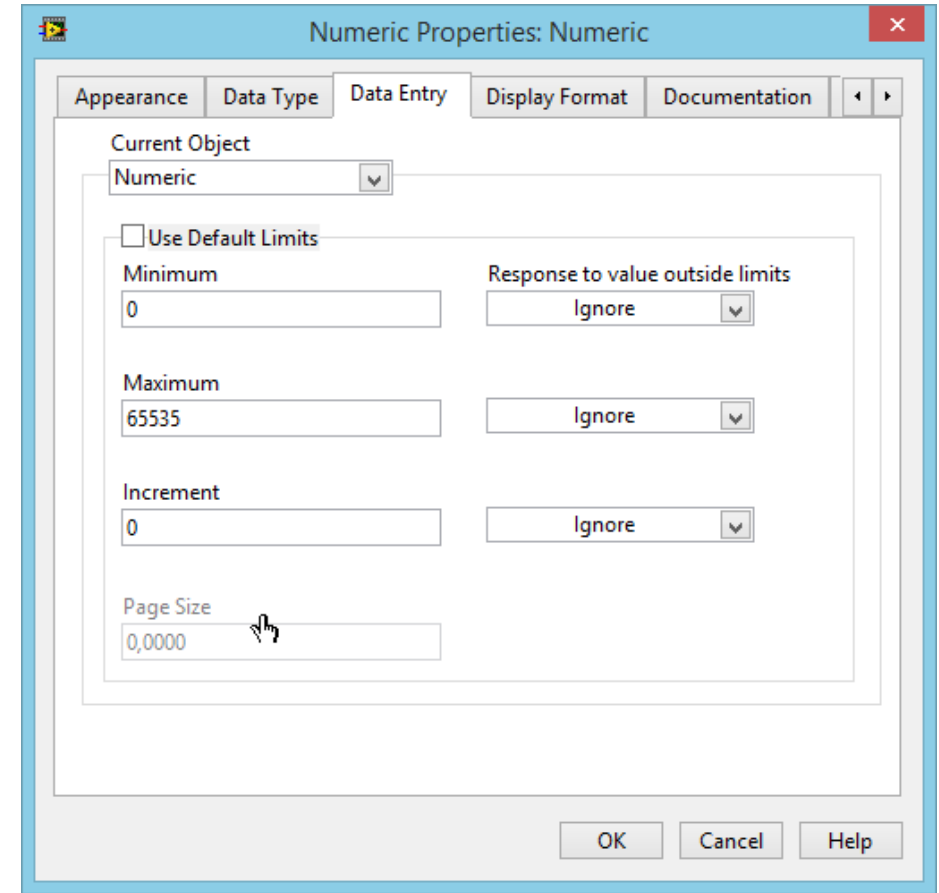 Numeric Properties: Numeric
Appearance Data Type Data Entry Display Format Documentation
Current Object
Numeric
Use Default Limits
Minimum Response to value outside limits
0 Ignore
Maximum
65535 Ignore
Increment
0 Ignore
Page Size
0,0000
OK Cancel Help